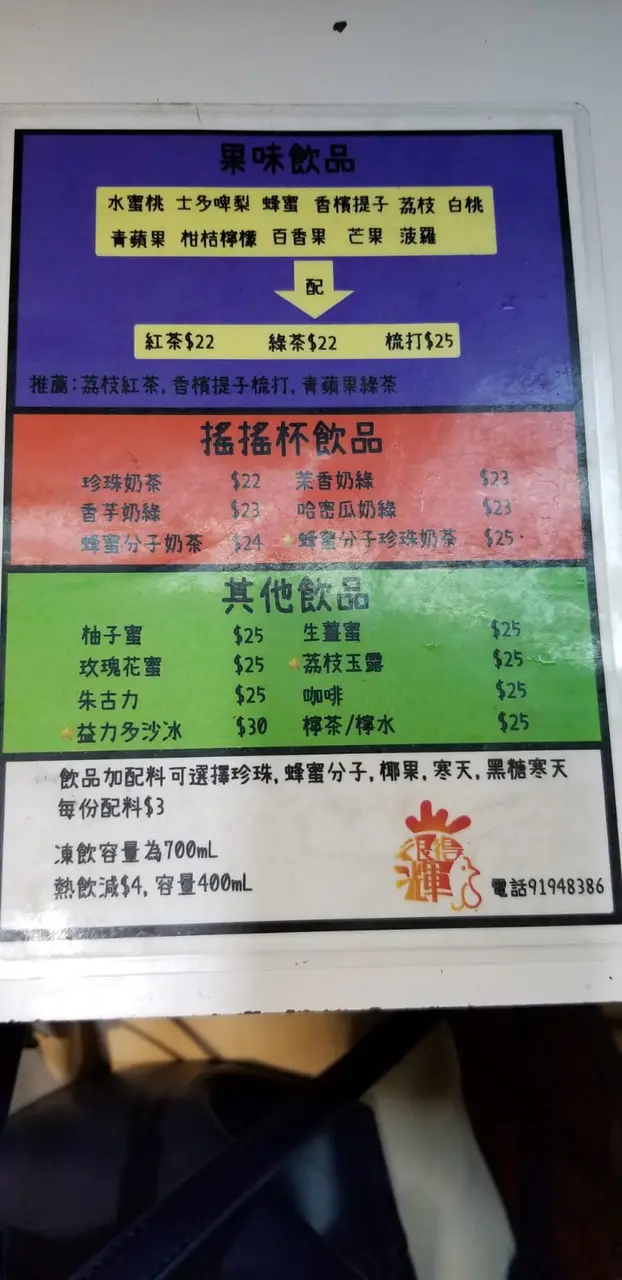 果味飲品
水蜜桃 士多啤梨 蜂蜜 香檳提子 荔枝 白桃
青蘋果 柑桔檸檬 百香果 芒果 菠羅
配
紅茶$22 綠茶$22 梳打$25
推薦:荔枝紅茶,香檳提子梳打,青蘋果綠茶
搖搖杯飲品
珍珠奶茶 $22 茉香奶綠 $23
香芋奶綠 $23 哈密瓜奶綠 $23
蜂蜜分子奶茶 $24 蜂蜜分子珍珠奶茶 $25
其他飲品
柚子蜜 $25 生薑蜜 $25
玫瑰花蜜 $25 荔枝玉露 $25
朱古力 $25 咖啡 $25
益力多沙冰 $30 檸茶/檸水 $25
飲品加配料可選擇珍珠,蜂蜜分子,椰果,寒天,黑糖寒天
每份配料$3
凍飲容量為700mL
熱飲減$4,容量400mL
很得
輝
電話91948386